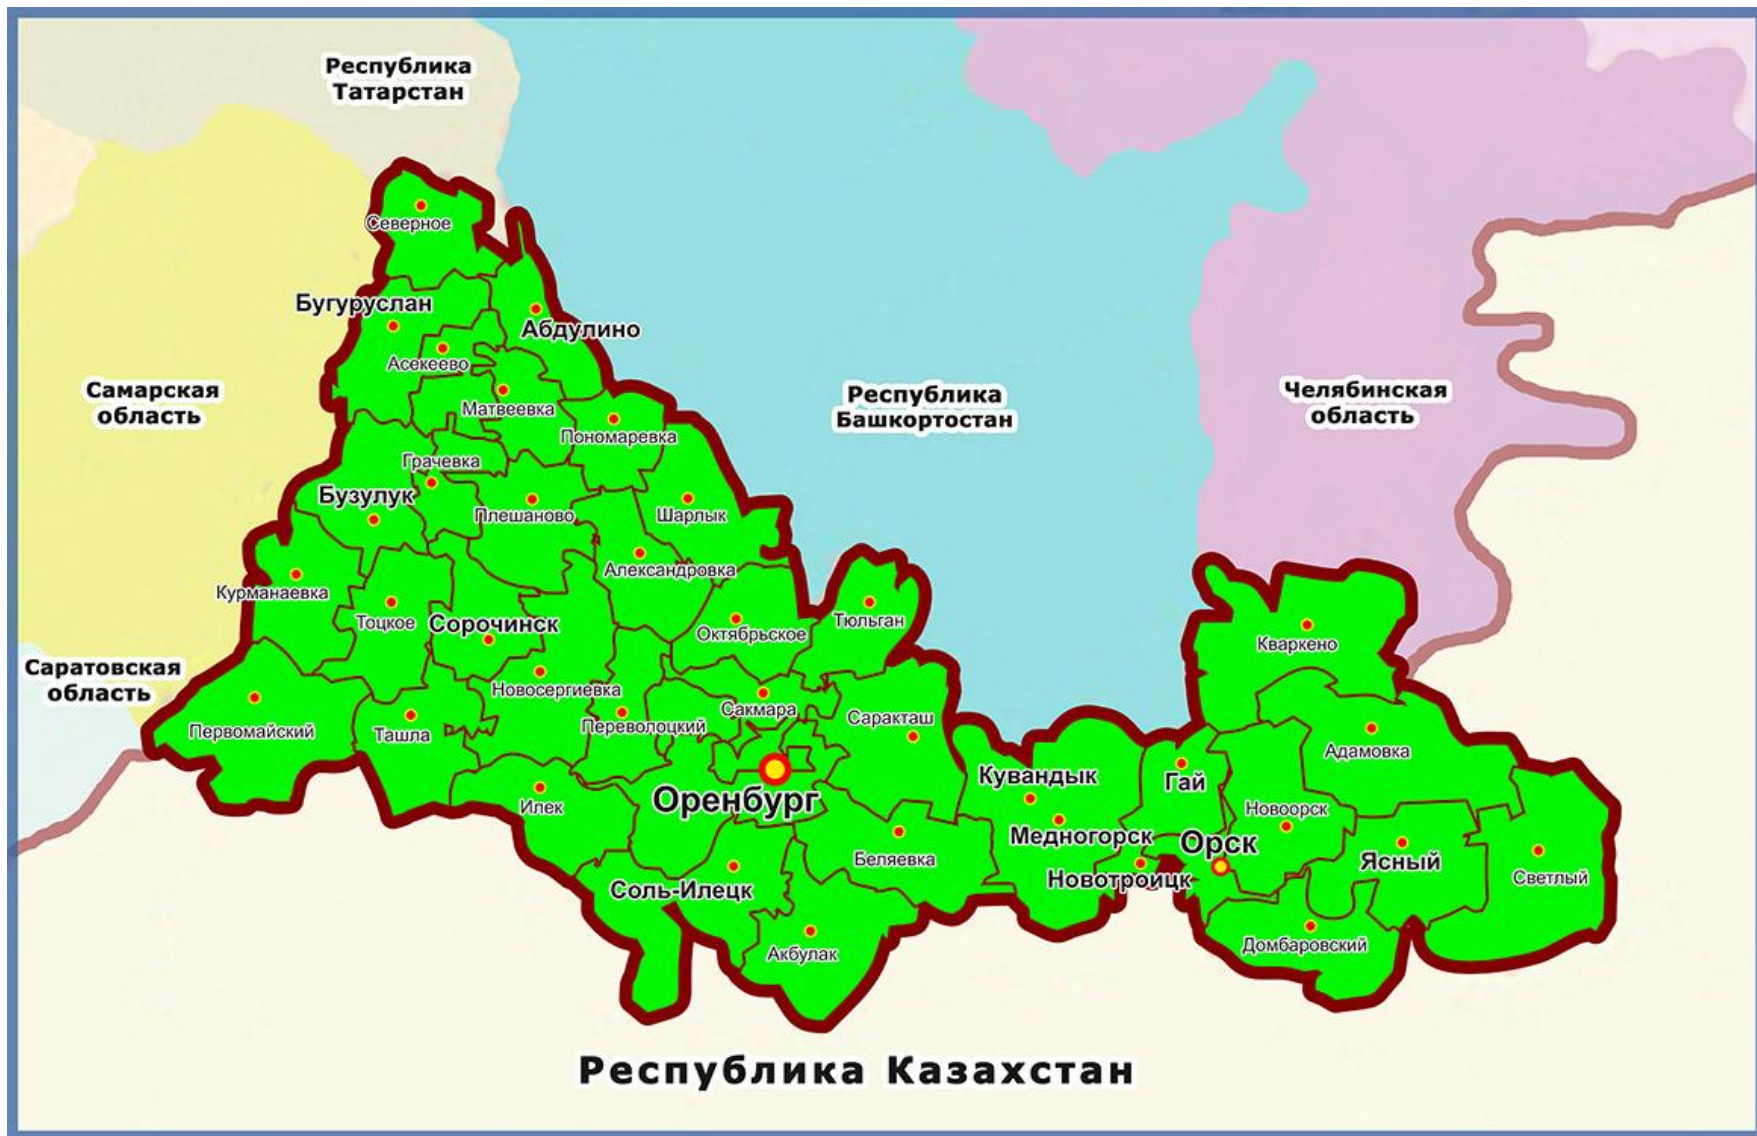 Республика
Татарстан
Северное
Бугуруслан
Абдулино
Асекеево
Самарская
область
Республика
Башкортостан
Челябинская
область
Матвеевка
Пономаревка
Грачевка
Бузулук
Плешаново
Шарлык
Александровка
Курманаевка
Тоцкое
Сорочинск
Октябрьское
Тюльган
Кваркено
Саратовская
область
Новосергиевка
Сакмара
Саракташ
Первомайский
Ташла
Переволоцкий
Адамовка
Кувандык
Гай
Илек
Оренбург
Новоорск
Медногорск
Орск
Беляевка
Ясный
Соль-Илецк
Новотроицк
Светлый
Акбулак
Домбаровский
Республика Казахстан